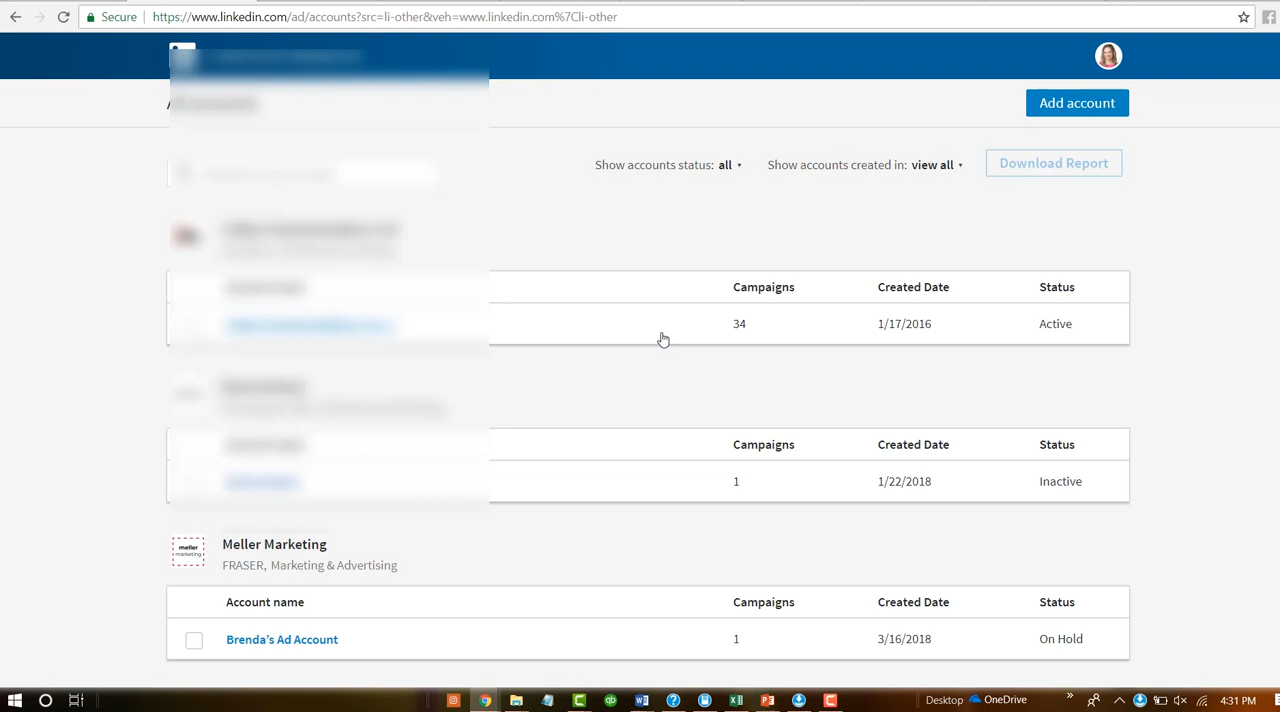 Secure
https://www.linkedin.com/ad/accounts?src=li-other&veh=www.linkedin.com%7Cli-other
Add account
Show accounts status: all
Show accounts created in: view all
Download Report
Campaigns Created Date Status
34 1/17/2016 Active
Campaigns Created Date Status
1 1/22/2018 Inactive
meller
marketing
Meller Marketing
FRASER, Marketing & Advertising
Account name Campaigns Created Date Status
Brenda's Ad Account 1 3/16/2018 On Hold
Desktop OneDrive 4:31 PM